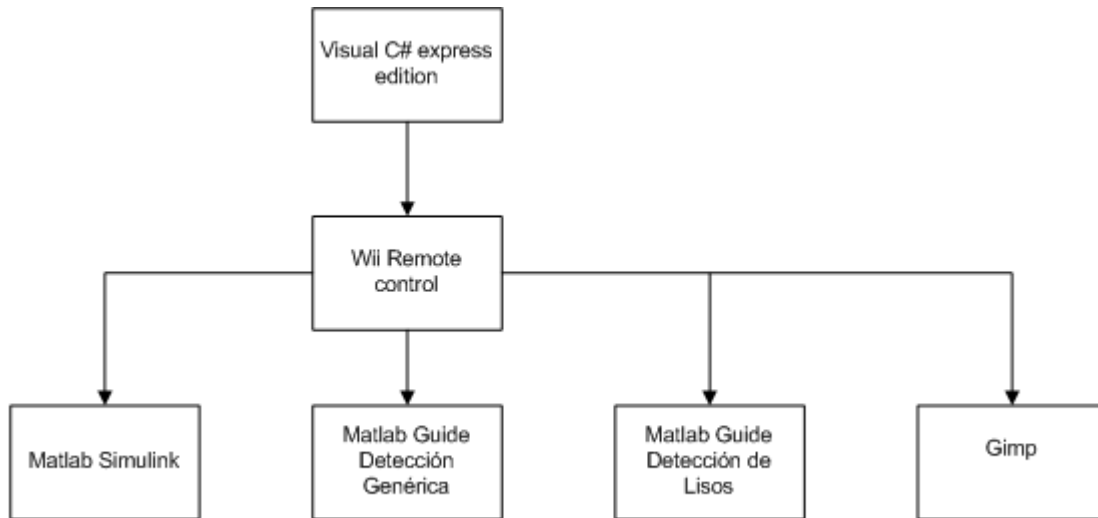 Visual C# express
edition
Wii Remote
control
Matlab Simulink
Matlab Guide
Detección
Genérica
Matlab Guide
Detección de
Lisos
Gimp